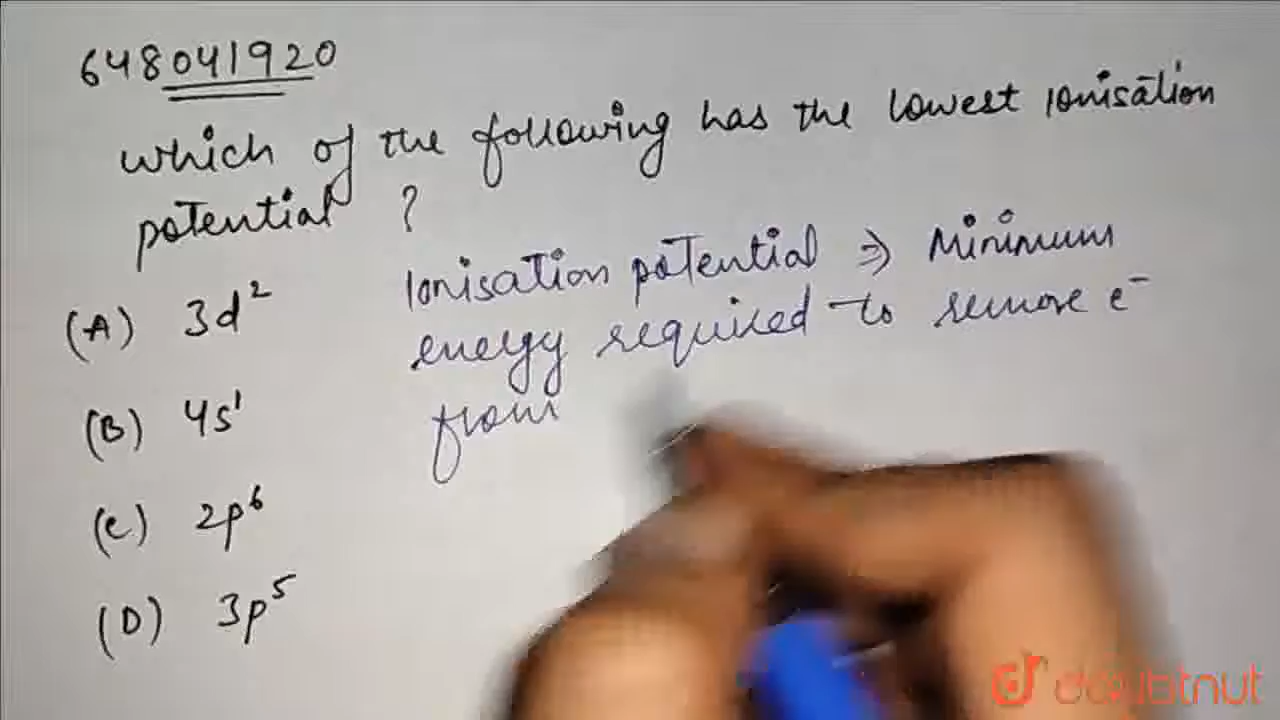 648041920
which of the following has the lowest Ionisation
potential ?
Ionisation potential ⇒ Minimum
energy required to remove e⁻
from
(A) 3d²
(B) 4s¹
(C) 2p⁶
(D) 3p⁵
doubtnut